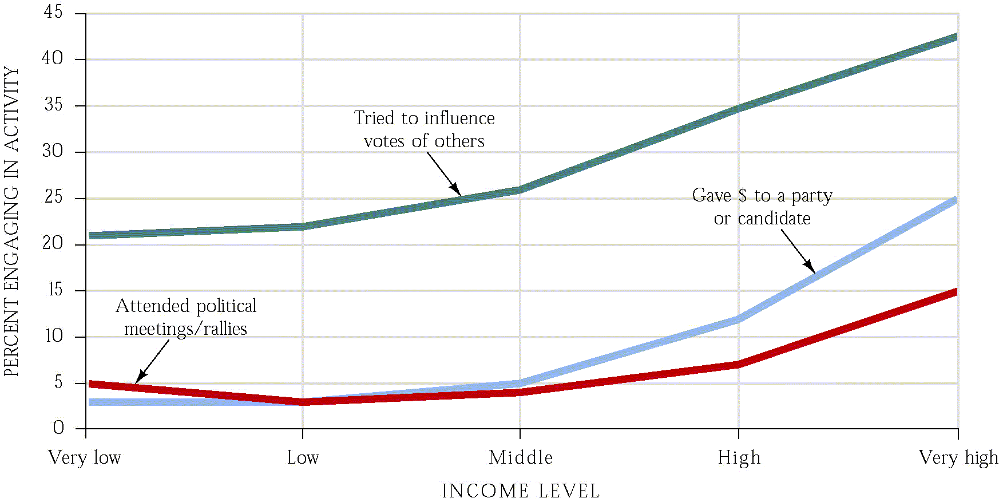 45
40
35
30
25
20
15
10
5
0
PERCENT ENGAGING IN ACTIVITY
Tried to influence
votes of others
Gave $ to a party
or candidate
Attended political
meetings/rallies
Very low
Low
Middle
High
Very high
INCOME LEVEL